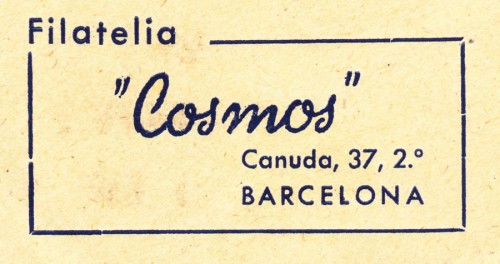 Filatelia
"Cosmos"
Canuda, 37, 2.º
BARCELONA